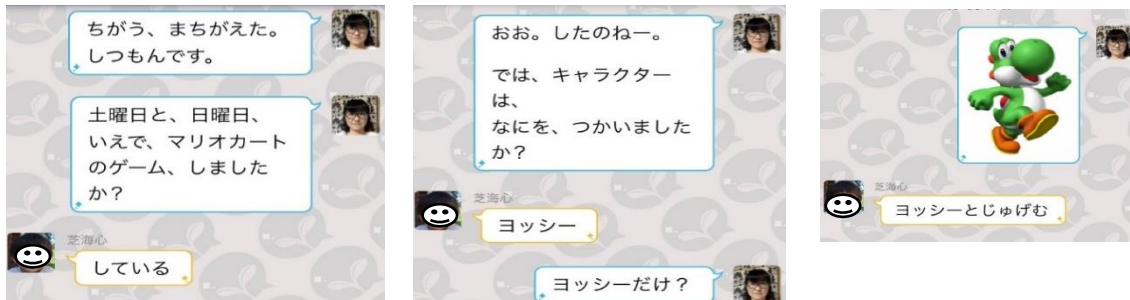 ちがう、まちがえた。
しつもんです。
土曜日と、日曜日、
いえで、マリオカート
のゲーム、しました
か？
芝海心
している
おお。したのねー。
では、キャラクター
は、
なにを、つかいました
か？
芝海心
ヨッシー
ヨッシーだけ？
芝海心
ヨッシーとじゅげむ